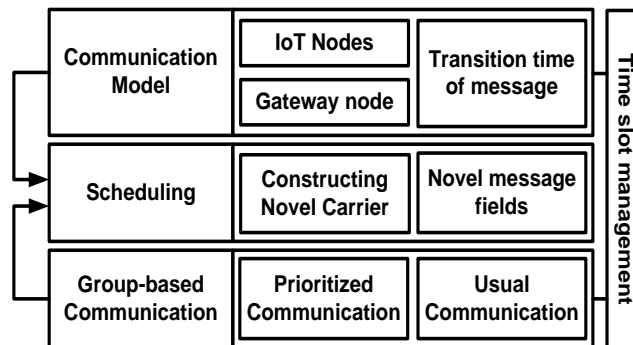 Communication
Model
IoT Nodes
Gateway node
Transition time
of message
Scheduling
Constructing
Novel Carrier
Novel message
fields
Group-based
Communication
Prioritized
Communication
Usual
Communication
Time slot management